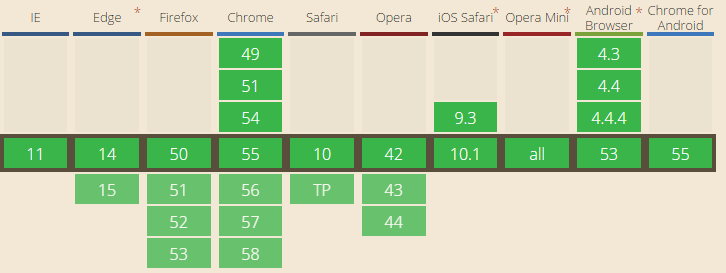 IE Edge * Firefox Chrome Safari Opera iOS Safari * Opera Mini * Android Browser * Chrome for Android
49 4.3
51 4.4
54 9.3 4.4.4
11 14 50 55 10 42 10.1 all 53 55
15 51 56 TP 43
52 57 44
53 58